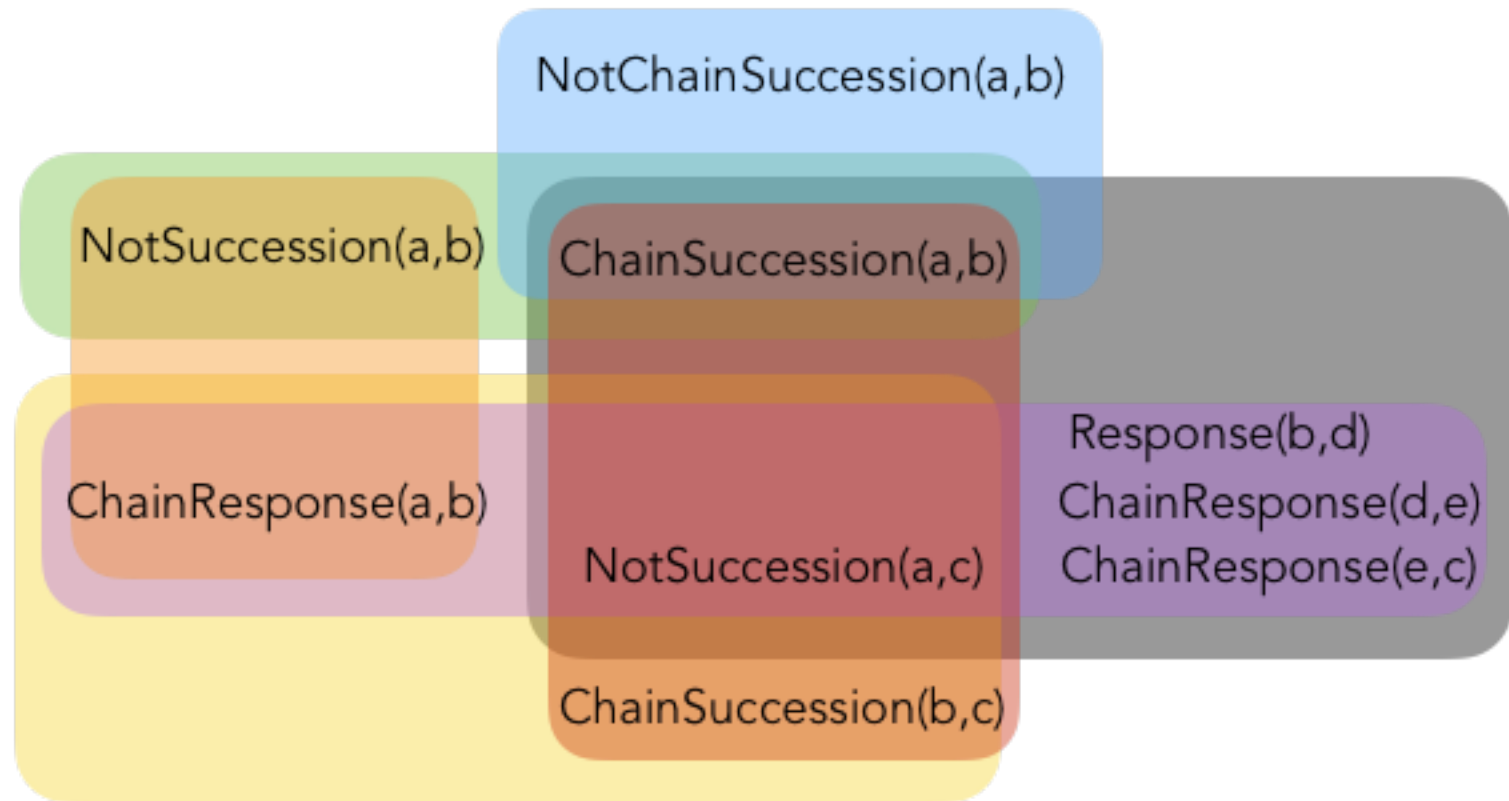 NotChainSuccession(a,b)
NotSuccession(a,b)
ChainSuccession(a,b)
Response(b,d)
ChainResponse(a,b)
ChainResponse(d,e)
NotSuccession(a,c)
ChainResponse(e,c)
ChainSuccession(b,c)